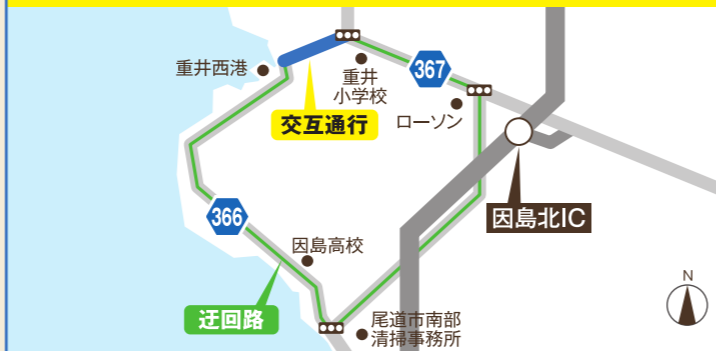 重井西港
重井
小学校
367
ローソン
交互通行
366
因島北IC
因島高校
迂回路
尾道市南部
清掃事務所
N